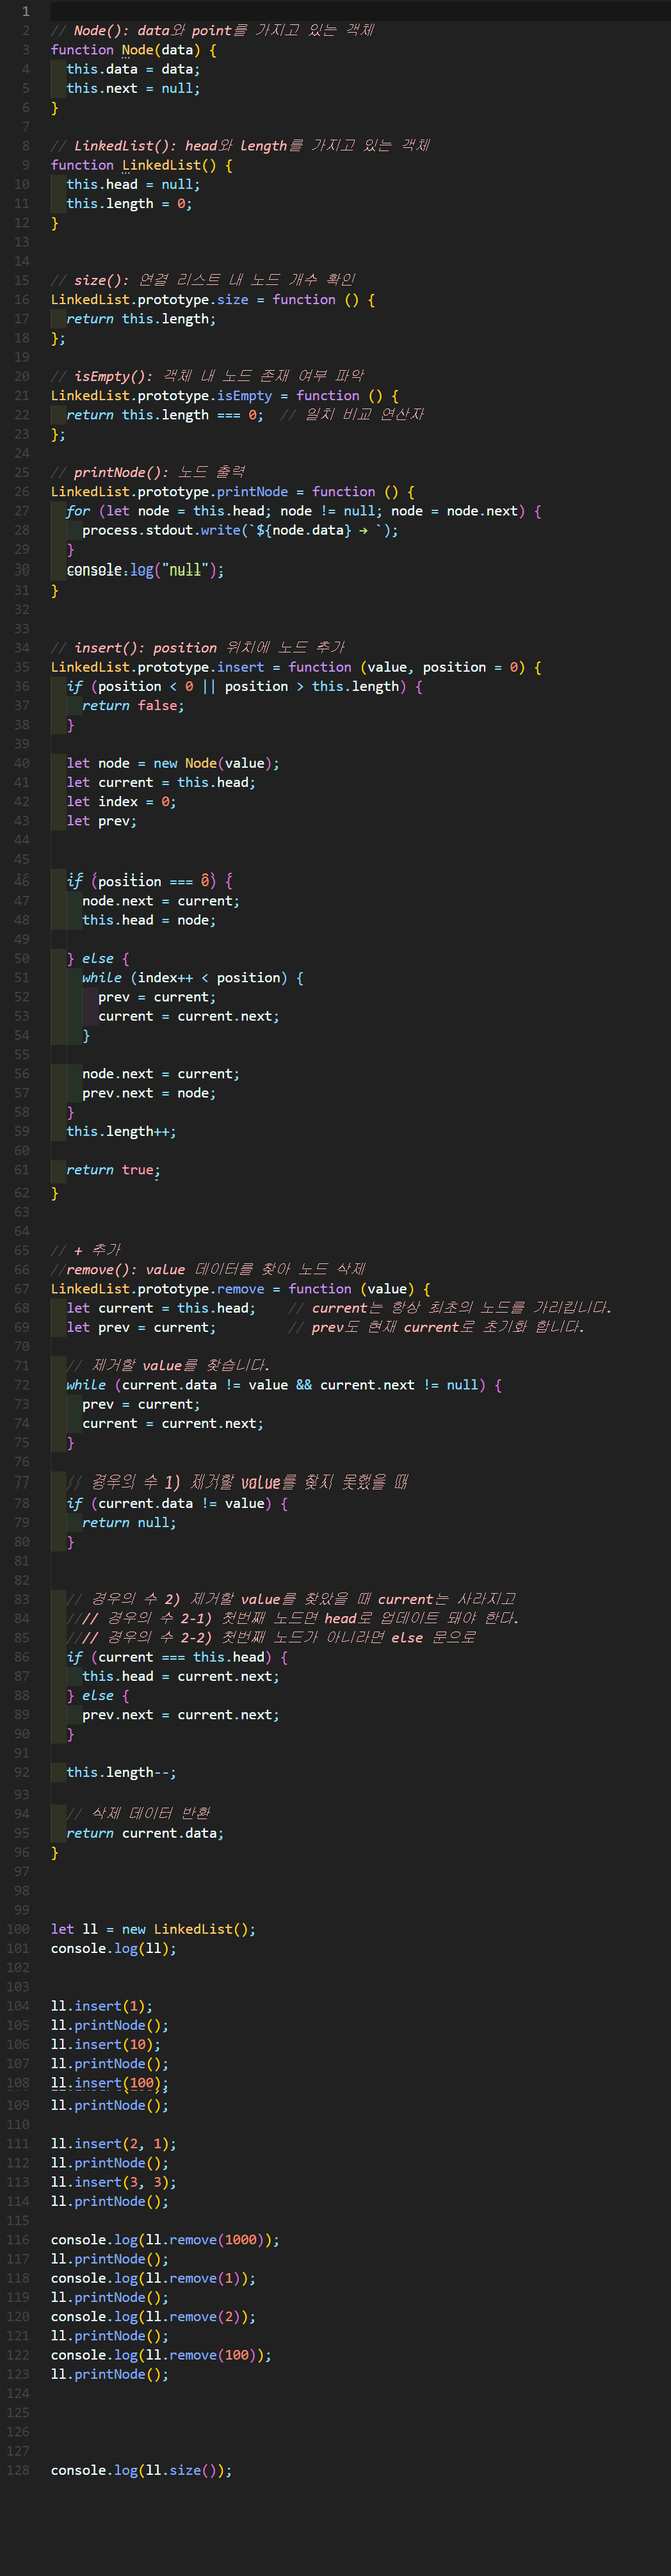 1
2 // Node(): data와 point를 가지고 있는 객체
3 function Node(data) {
4 this.data = data;
5 this.next = null;
6 }
7
8 // LinkedList(): head와 length를 가지고 있는 객체
9 function LinkedList() {
10 this.head = null;
11 this.length = 0;
12 }
13
14
15 // size(): 연결 리스트 내 노드 개수 확인
16 LinkedList.prototype.size = function () {
17 return this.length;
18 };
19
20 // isEmpty(): 객체 내 노드 존재 여부 파악
21 LinkedList.prototype.isEmpty = function () {
22 return this.length === 0;  // 일치 비교 연산자
23 };
24
25 // printNode(): 노드 출력
26 LinkedList.prototype.printNode = function () {
27 for (let node = this.head; node != null; node = node.next) {
28 process.stdout.write(`${node.data} → `);
29 }
30 console.log("null");
31 }
32
33
34 // insert(): position 위치에 노드 추가
35 LinkedList.prototype.insert = function (value, position = 0) {
36 if (position < 0 || position > this.length) {
37 return false;
38 }
39
40 let node = new Node(value);
41 let current = this.head;
42 let index = 0;
43 let prev;
44
45
46 if (position === 0) {
47 node.next = current;
48 this.head = node;
49
50 } else {
51 while (index++ < position) {
52 prev = current;
53 current = current.next;
54 }
55
56 node.next = current;
57 prev.next = node;
58 }
59 this.length++;
60
61 return true;
62 }
63
64
65 // + 추가
66 //remove(): value 데이터를 찾아 노드 삭제
67 LinkedList.prototype.remove = function (value) {
68 let current = this.head;    // current는 항상 최초의 노드를 가리킵니다.
69 let prev = current;         // prev도 현재 current로 초기화 합니다.
70
71 // 제거할 value를 찾습니다.
72 while (current.data != value && current.next != null) {
73 prev = current;
74 current = current.next;
75 }
76
77 // 경우의 수 1) 제거할 value를 찾지 못했을 때
78 if (current.data != value) {
79 return null;
80 }
81
82
83 // 경우의 수 2) 제거할 value를 찾았을 때 current는 사라지고
84 //// 경우의 수 2-1) 첫번째 노드면 head로 업데이트 돼야 한다.
85 //// 경우의 수 2-2) 첫번째 노드가 아니라면 else 문으로
86 if (current === this.head) {
87 this.head = current.next;
88 } else {
89 prev.next = current.next;
90 }
91
92 this.length--;
93
94 // 삭제 데이터 반환
95 return current.data;
96 }
97
98
99
100 let ll = new LinkedList();
101 console.log(ll);
102
103
104 ll.insert(1);
105 ll.printNode();
106 ll.insert(10);
107 ll.printNode();
108 ll.insert(100);
109 ll.printNode();
110
111 ll.insert(2, 1);
112 ll.printNode();
113 ll.insert(3, 3);
114 ll.printNode();
115
116 console.log(ll.remove(1000));
117 ll.printNode();
118 console.log(ll.remove(1));
119 ll.printNode();
120 console.log(ll.remove(2));
121 ll.printNode();
122 console.log(ll.remove(100));
123 ll.printNode();
124
125
126
127
128 console.log(ll.size());